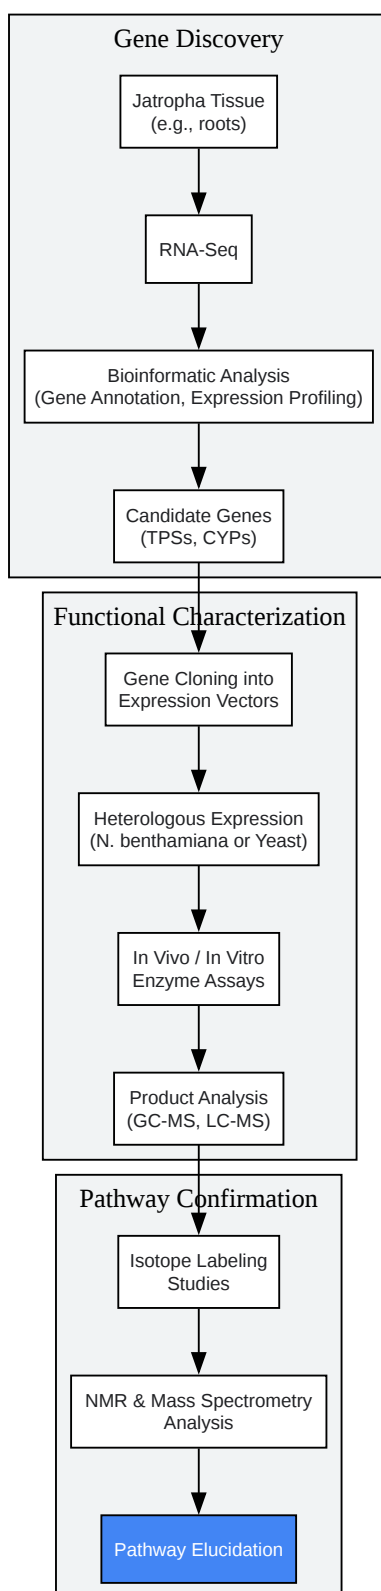 Gene Discovery
Jatropha Tissue
(e.g., roots)
RNA-Seq
Bioinformatic Analysis
(Gene Annotation, Expression Profiling)
Candidate Genes
(TPSs, CYPs)
Functional Characterization
Gene Cloning into
Expression Vectors
Heterologous Expression
(N. benthamiana or Yeast)
In Vivo / In Vitro
Enzyme Assays
Product Analysis
(GC-MS, LC-MS)
Pathway Confirmation
Isotope Labeling
Studies
NMR & Mass Spectrometry
Analysis
Pathway Elucidation